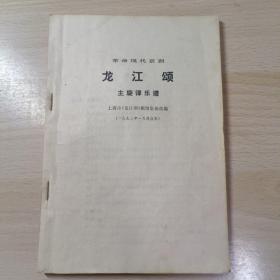 革命现代京剧
龙江颂
主旋律乐谱
上海市《龙江颂》剧组集体改编
（一九七二年一月演出本）